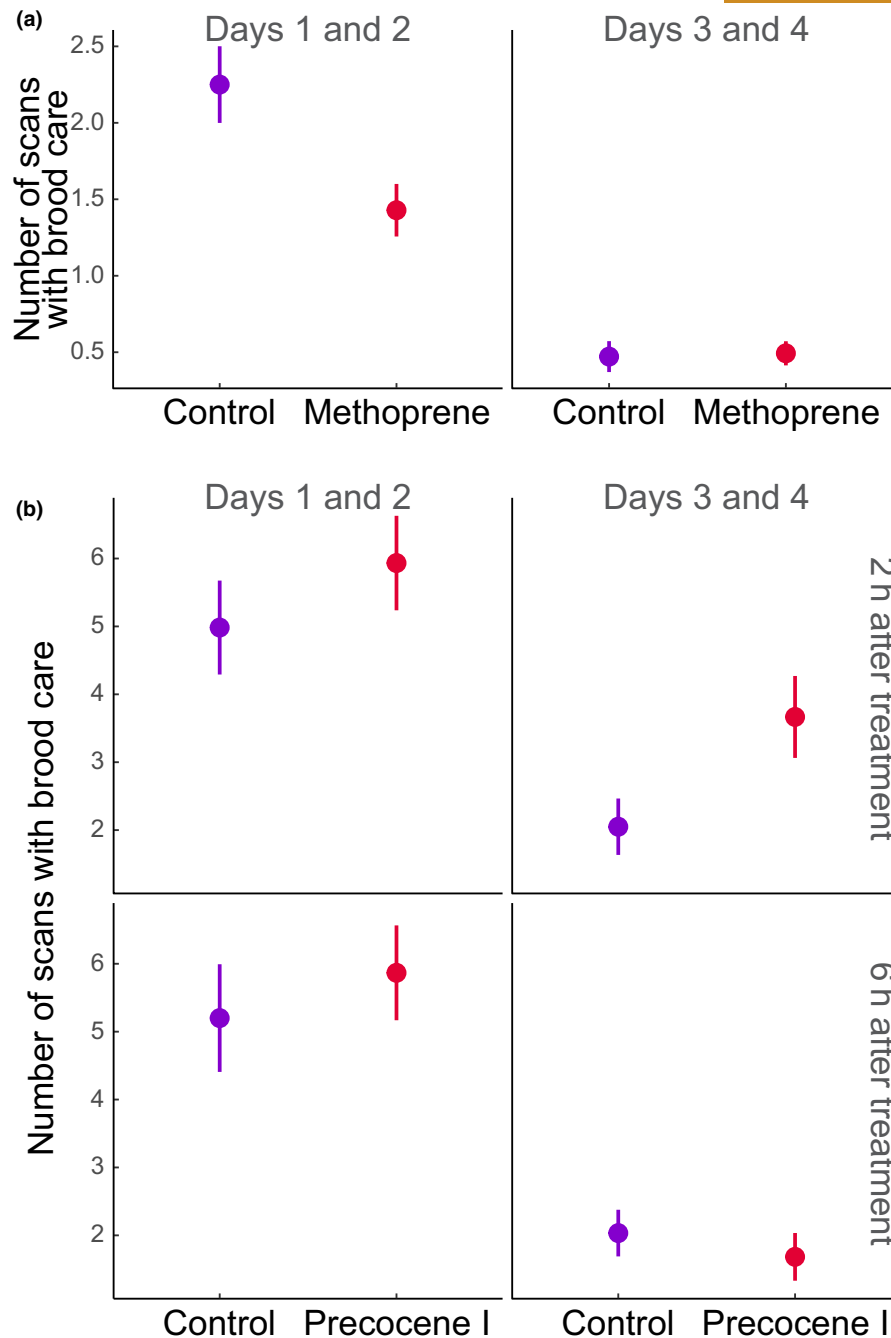 (a)
Days 1 and 2
Days 3 and 4
Number of scans
with brood care
2.5
2.0
1.5
1.0
0.5
Control
Methoprene
Control
Methoprene
(b)
Days 1 and 2
Days 3 and 4
Number of scans with brood care
6
5
4
3
2
2 h after treatment
6
5
4
3
2
6 h after treatment
Control
Precocene I
Control
Precocene I